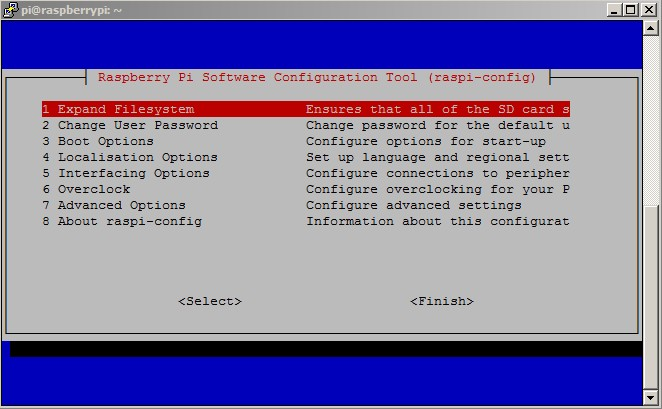 pi@raspberrypi: ~
Raspberry Pi Software Configuration Tool (raspi-config)
1 Expand Filesystem Ensures that all of the SD card s
2 Change User Password Change password for the default u
3 Boot Options Configure options for start-up
4 Localisation Options Set up language and regional sett
5 Interfacing Options Configure connections to peripher
6 Overclock Configure overclocking for your P
7 Advanced Options Configure advanced settings
8 About raspi-config Information about this configurat
<Select> <Finish>